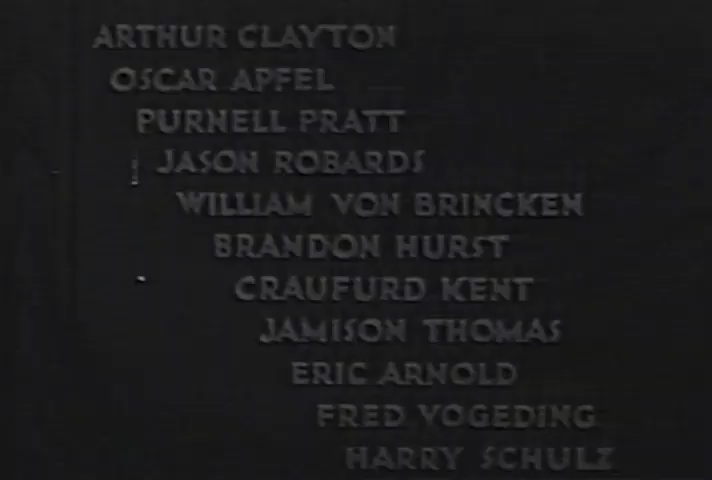 ARTHUR CLAYTON
OSCAR APFEL
PURNELL PRATT
JASON ROBARDS
WILLIAM VON BRINCKEN
BRANDON HURST
CRAUFURD KENT
JAMISON THOMAS
ERIC ARNOLD
FRED VOGEDING
HARRY SCHULZ